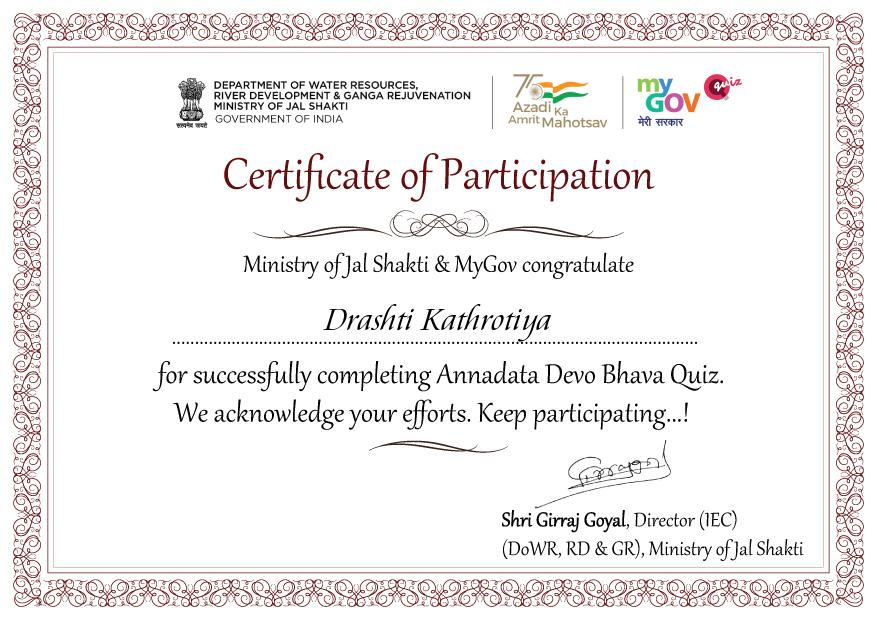 DEPARTMENT OF WATER RESOURCES,
RIVER DEVELOPMENT & GANGA REJUVENATION
MINISTRY OF JAL SHAKTI
GOVERNMENT OF INDIA
सत्यमेव जयते
75
Azadi Ka
Amrit Mahotsav
my
GOV
quiz
मेरी सरकार
Certificate of Participation
Ministry of Jal Shakti & MyGov congratulate
Drashti Kathrotiya
for successfully completing Annadata Devo Bhava Quiz.
We acknowledge your efforts. Keep participating...!
Shri Girraj Goyal, Director (IEC)
(DoWR, RD & GR), Ministry of Jal Shakti